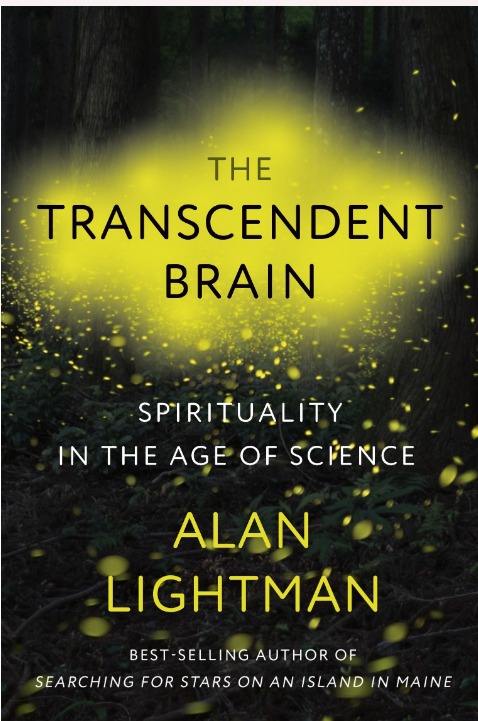 THE
TRANSCENDENT
BRAIN
SPIRITUALITY
IN THE AGE OF SCIENCE
ALAN
LIGHTMAN
BEST-SELLING AUTHOR OF
SEARCHING FOR STARS ON AN ISLAND IN MAINE